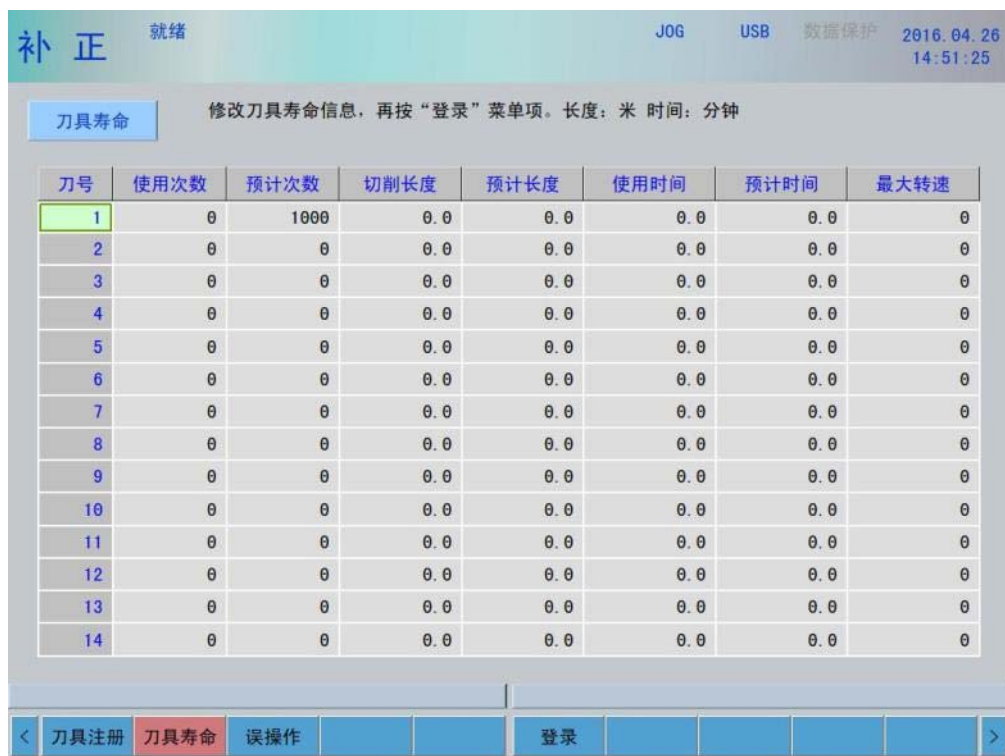 补 正 就绪 JOG USB 数据保护 2016.04.26
14:51:25
刀具寿命 修改刀具寿命信息，再按“登录”菜单项。长度：米 时间：分钟
刀号 使用次数 预计次数 切削长度 预计长度 使用时间 预计时间 最大转速
1 0 1000 0.0 0.0 0.0 0.0 0
2 0 0 0.0 0.0 0.0 0.0 0
3 0 0 0.0 0.0 0.0 0.0 0
4 0 0 0.0 0.0 0.0 0.0 0
5 0 0 0.0 0.0 0.0 0.0 0
6 0 0 0.0 0.0 0.0 0.0 0
7 0 0 0.0 0.0 0.0 0.0 0
8 0 0 0.0 0.0 0.0 0.0 0
9 0 0 0.0 0.0 0.0 0.0 0
10 0 0 0.0 0.0 0.0 0.0 0
11 0 0 0.0 0.0 0.0 0.0 0
12 0 0 0.0 0.0 0.0 0.0 0
13 0 0 0.0 0.0 0.0 0.0 0
14 0 0 0.0 0.0 0.0 0.0 0
< 刀具注册 刀具寿命 误操作 登录 >